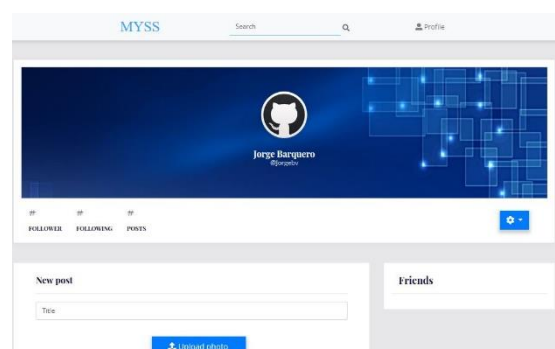 MYSS
Search
Profile
Jorge Barquero
@Jorgebv
# # #
FOLLOWER FOLLOWING POSTS
New post
Friends
Title
Upload photo